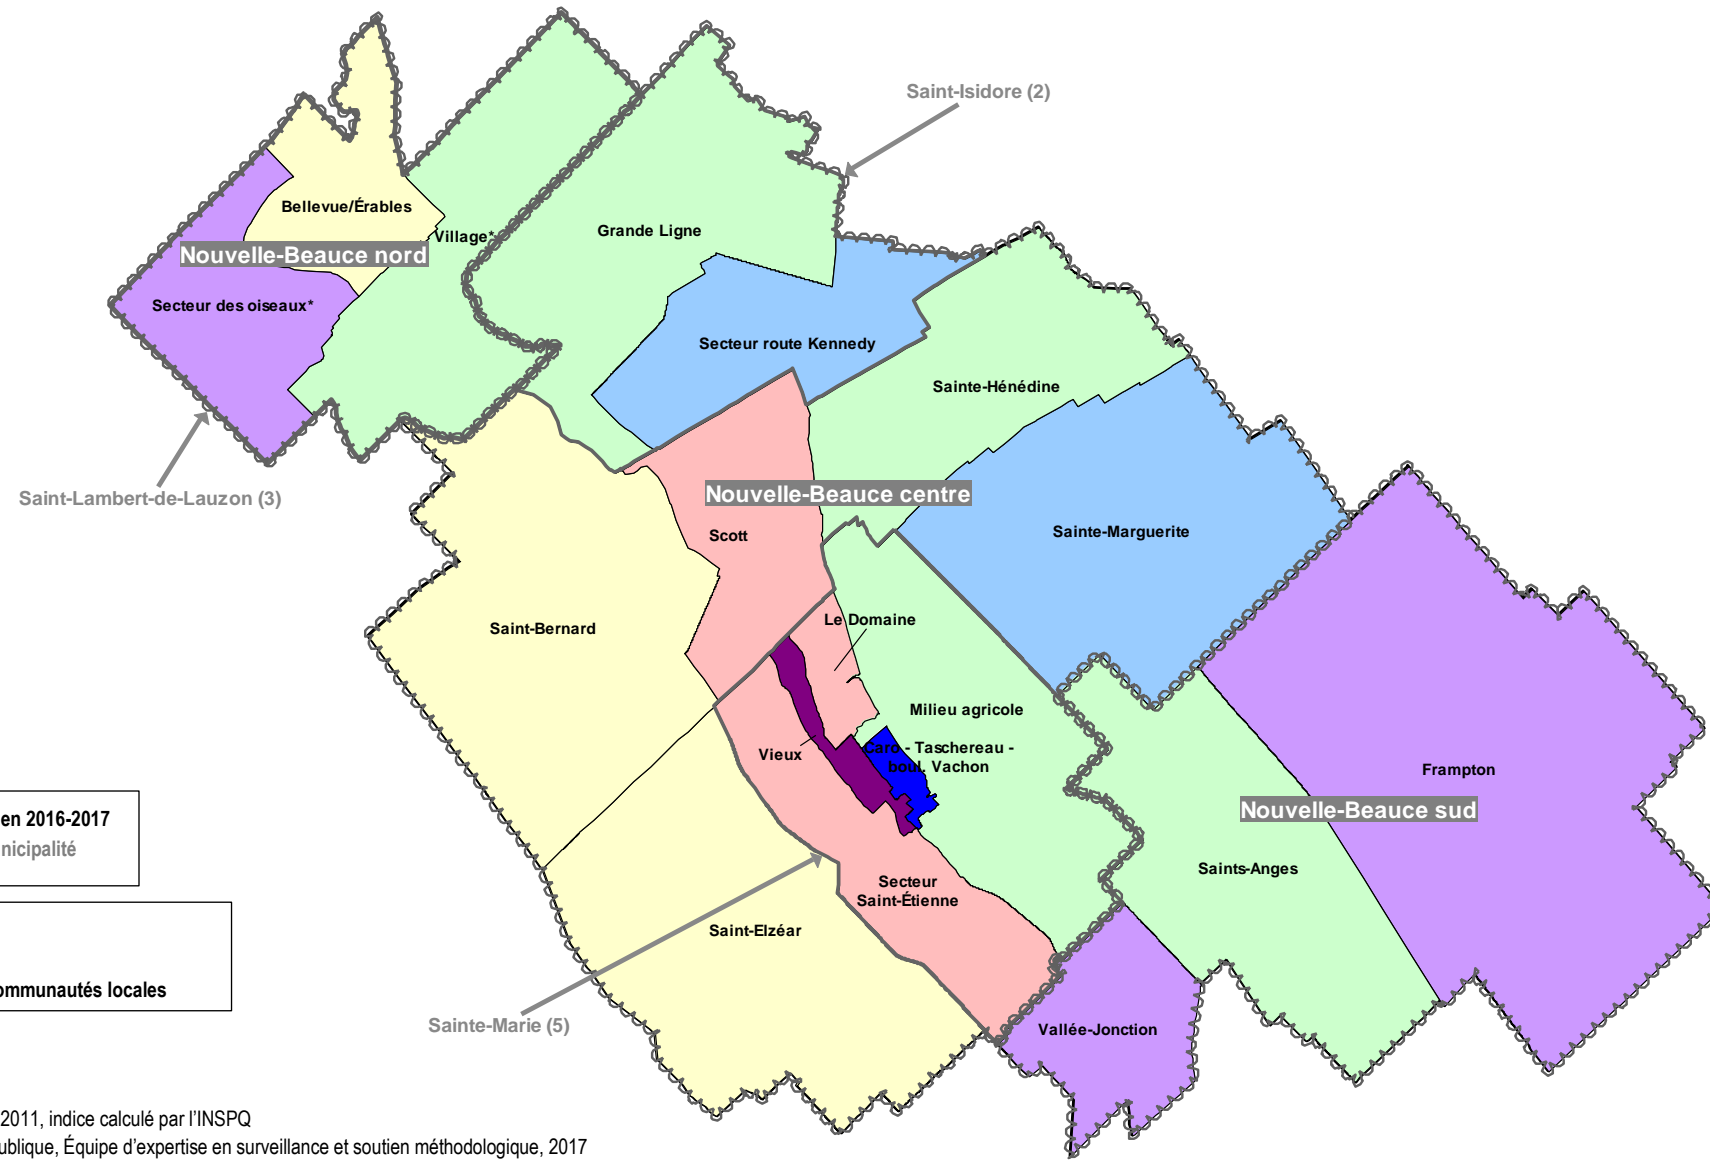 Saint-Isidore (2)
Bellevue/Érables
Village*
Grande Ligne
Nouvelle-Beauce nord
Secteur des oiseaux*
Secteur route Kennedy
Sainte-Hénédine
Saint-Lambert-de-Lauzon (3)
Nouvelle-Beauce centre
Scott
Sainte-Marguerite
Saint-Bernard
Le Domaine
Milieu agricole
Vieux
Caro - Taschereau -
boul. Vachon
Frampton
Nouvelle-Beauce sud
en 2016-2017
nicipalité
Saints-Anges
Secteur
Saint-Étienne
Saint-Elzéar
ommunautés locales
Sainte-Marie (5)
Vallée-Jonction
2011, indice calculé par l'INSPQ
ublique, Équipe d'expertise en surveillance et soutien méthodologique, 2017